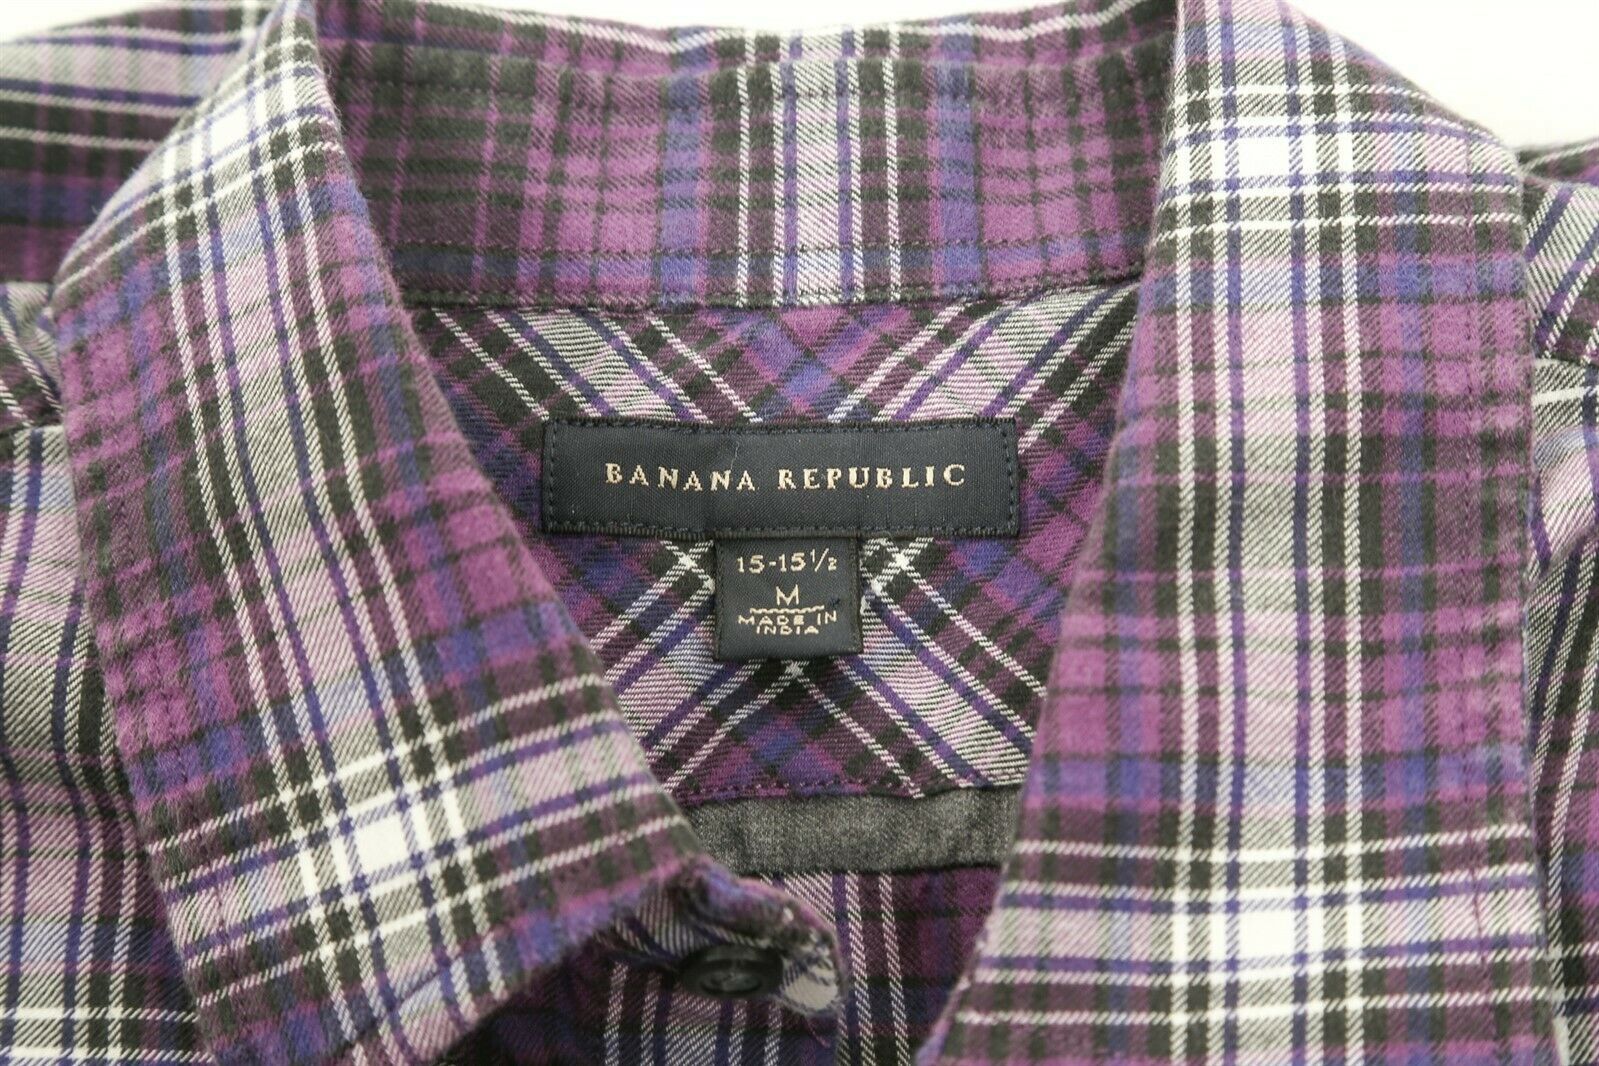 BANANA REPUBLIC
15-15½
M
MADE IN
INDIA